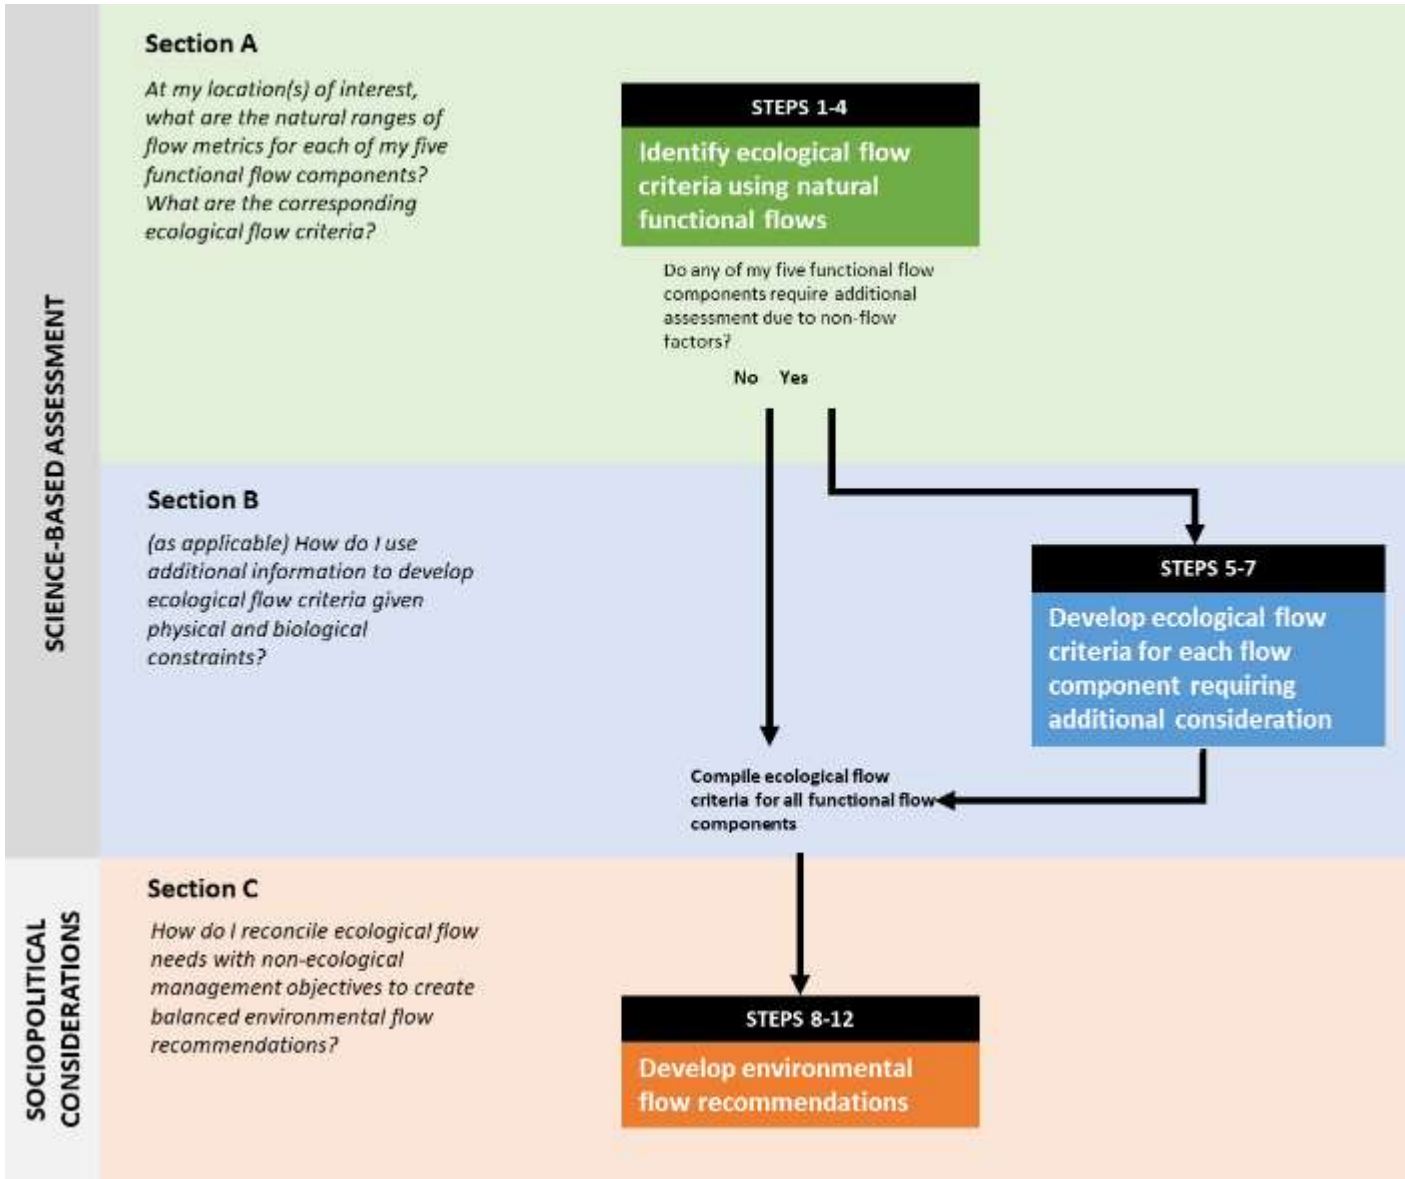 SCIENCE-BASED ASSESSMENT
Section A
At my location(s) of interest,
what are the natural ranges of
flow metrics for each of my five
functional flow components?
What are the corresponding
ecological flow criteria?
STEPS 1-4
Identify ecological flow
criteria using natural
functional flows
Do any of my five functional flow
components require additional
assessment due to non-flow
factors?
No Yes
Section B
(as applicable) How do I use
additional information to develop
ecological flow criteria given
physical and biological
constraints?
STEPS 5-7
Develop ecological flow
criteria for each flow
component requiring
additional consideration
Compile ecological flow
criteria for all functional flow
components
SOCIOPOLITICAL
CONSIDERATIONS
Section C
How do I reconcile ecological flow
needs with non-ecological
management objectives to create
balanced environmental flow
recommendations?
STEPS 8-12
Develop environmental
flow recommendations